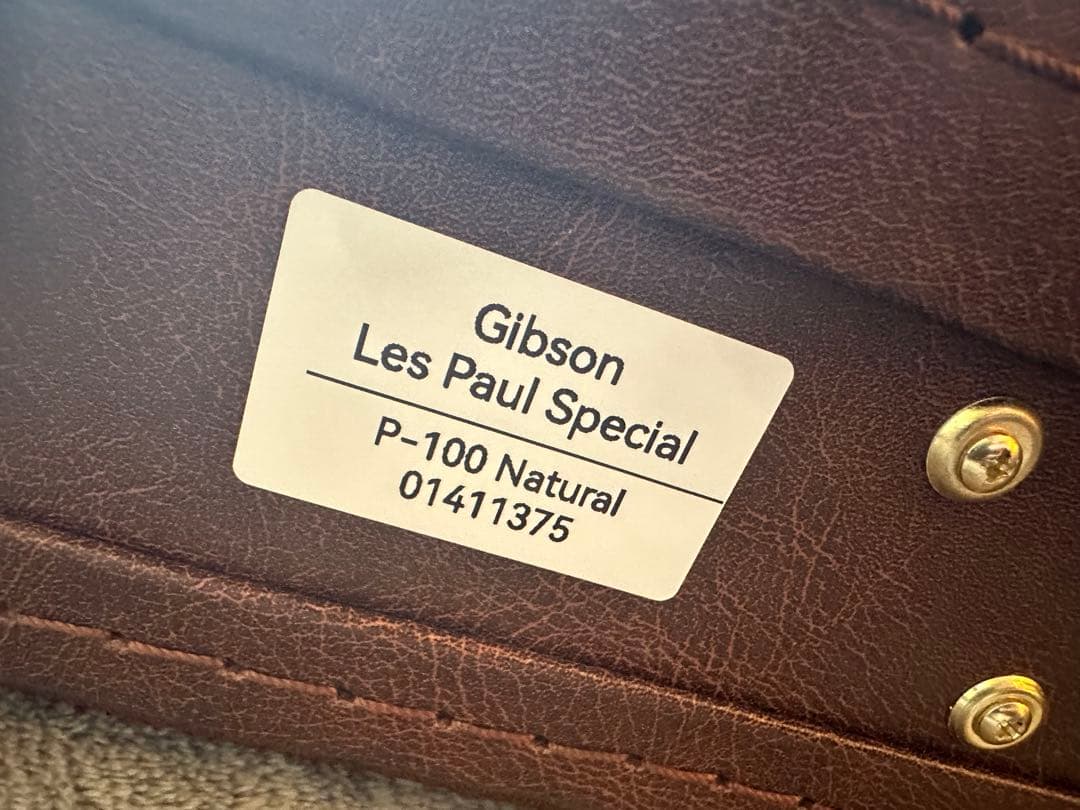 Gibson
Les Paul Special
P-100 Natural
01411375